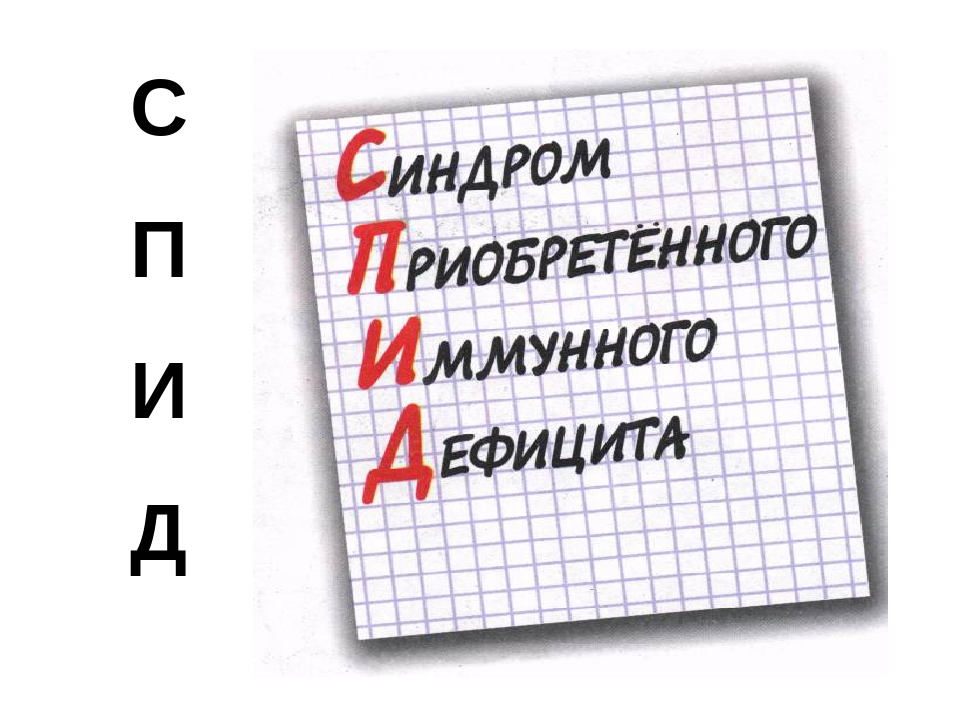 С
П
И
Д
СИНДРОМ
ПРИОБРЕТЁННОГО
ИММУННОГО
ДЕФИЦИТА